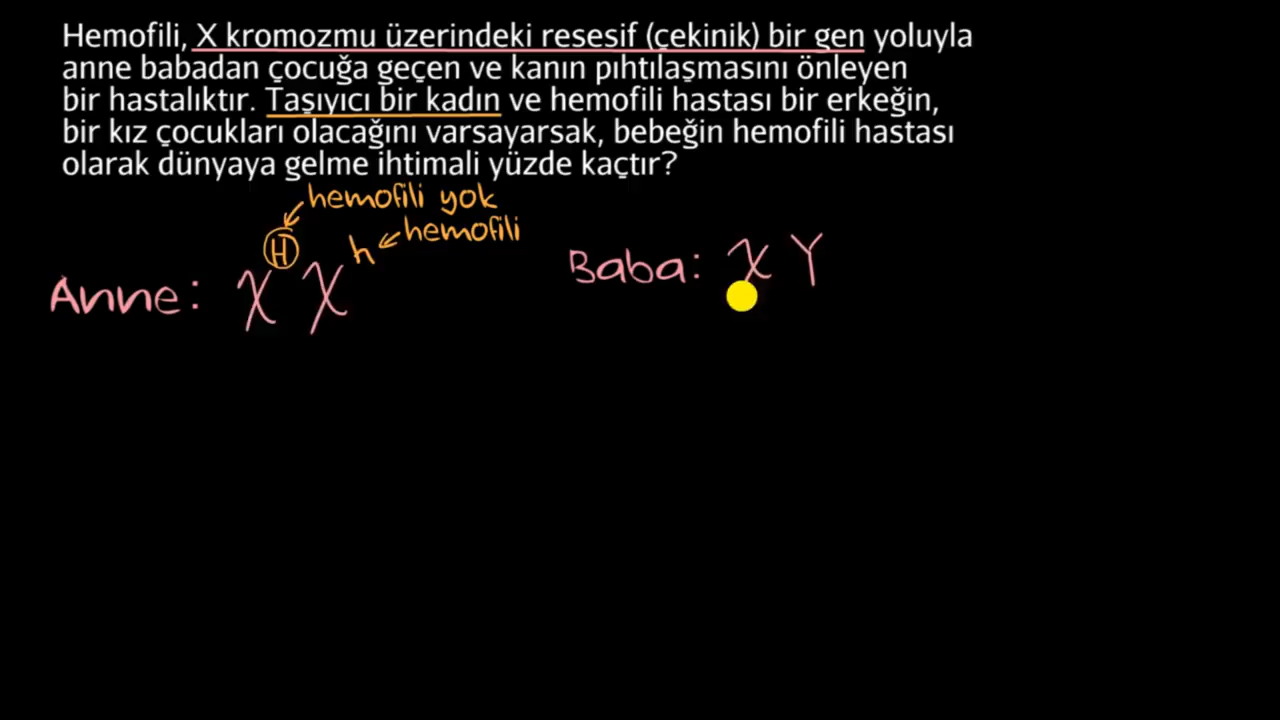 Hemofili, X kromozmu üzerindeki resesif (çekinik) bir gen yoluyla
anne babadan çocuğa geçen ve kanın pıhtılaşmasını önleyen
bir hastalıktır. Taşıyıcı bir kadın ve hemofili hastası bir erkeğin,
bir kız çocukları olacağını varsayarsak, bebeğin hemofili hastası
olarak dünyaya gelme ihtimali yüzde kaçtır?
hemofili yok
H h hemofili
Anne: X X
Baba: X Y